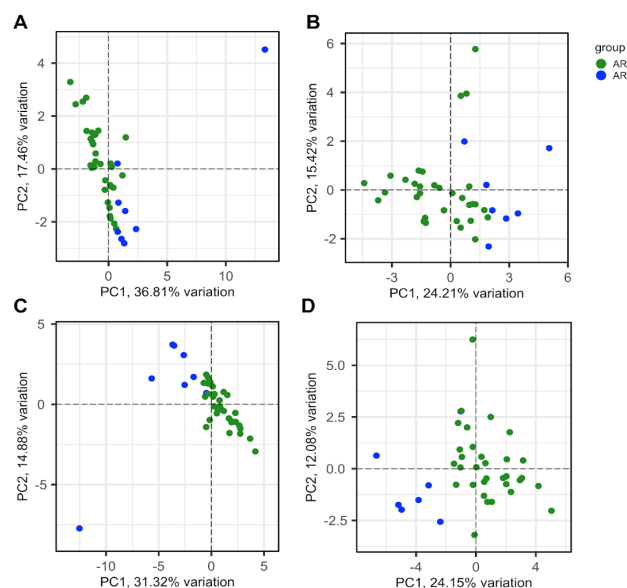 A
4
2
0
-2
0
5
10
PC2, 17.46% variation
PC1, 36.81% variation
B
6
4
2
0
-2
-3
0
3
6
PC2, 15.42% variation
PC1, 24.21% variation
group
AR
AR
C
5
0
-5
-10
-5
0
5
PC2, 14.88% variation
PC1, 31.32% variation
D
5.0
2.5
0.0
-2.5
-4
0
4
PC2, 12.08% variation
PC1, 24.15% variation